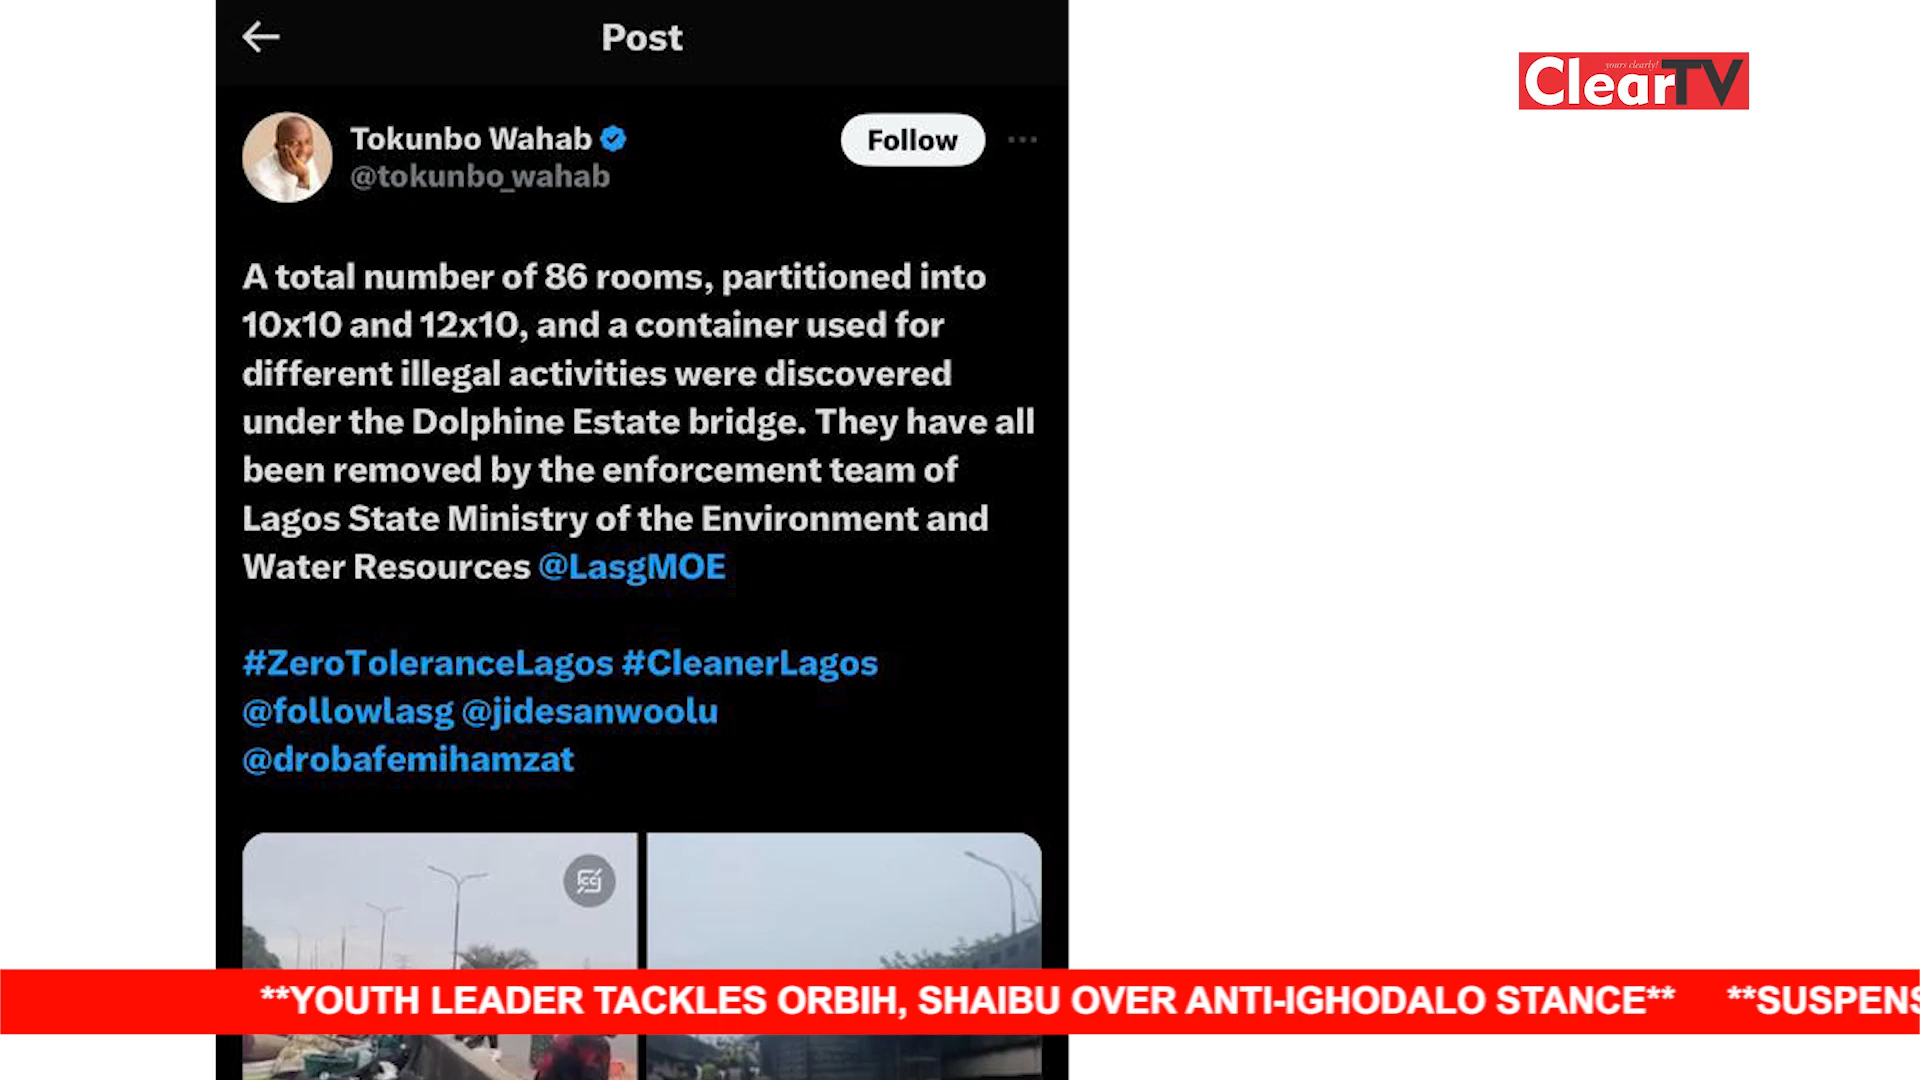 Post
Tokunbo Wahab
@tokunbo_wahab
Follow
yours clearly!
ClearTV
A total number of 86 rooms, partitioned into
10x10 and 12x10, and a container used for
different illegal activities were discovered
under the Dolphine Estate bridge. They have all
been removed by the enforcement team of
Lagos State Ministry of the Environment and
Water Resources @LasgMOE
#ZeroToleranceLagos #CleanerLagos
@followlasg @jidesanwoolu
@drobafemihamzat
**YOUTH LEADER TACKLES ORBIH, SHAIBU OVER ANTI-IGHODALO STANCE** **SUSPENS